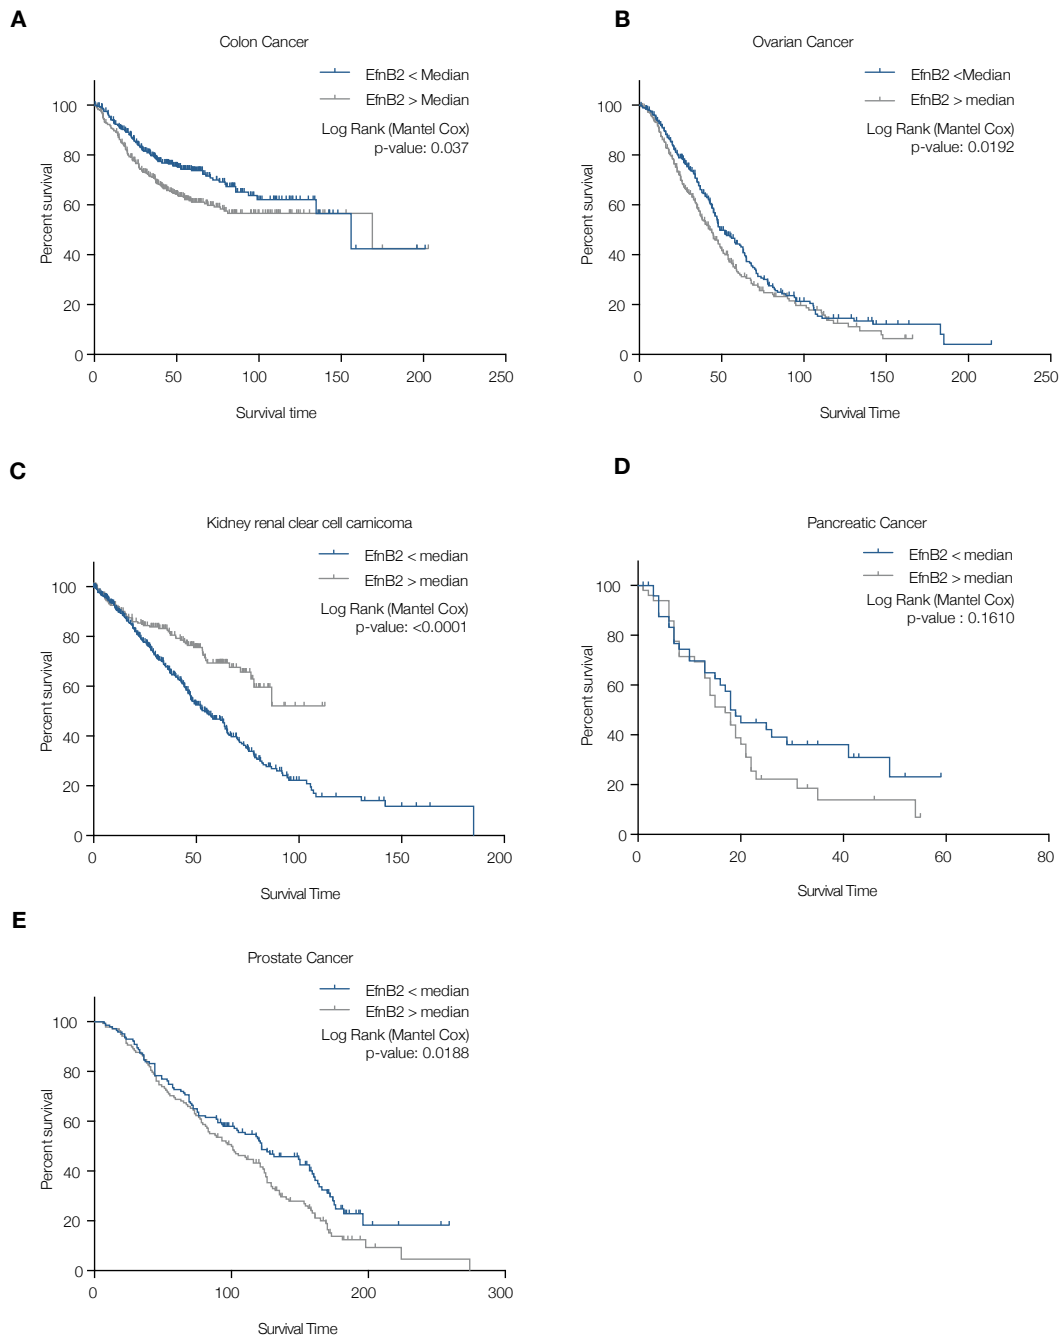 A
Colon Cancer
EfnB2 < Median
EfnB2 > Median
Log Rank (Mantel Cox)
p-value: 0.037
Percent survival
100
80
60
40
20
0
0 50 100 150 200 250
Survival time
B
Ovarian Cancer
EfnB2 <Median
EfnB2 > median
Log Rank (Mantel Cox)
p-value: 0.0192
Percent survival
100
80
60
40
20
0
0 50 100 150 200 250
Survival Time
C
Kidney renal clear cell carnicoma
EfnB2 < median
EfnB2 > median
Log Rank (Mantel Cox)
p-value: <0.0001
Percent survival
100
80
60
40
20
0
0 50 100 150 200
Survival Time
D
Pancreatic Cancer
EfnB2 < median
EfnB2 > median
Log Rank (Mantel Cox)
p-value : 0.1610
Percent survival
100
80
60
40
20
0
0 20 40 60 80
Survival Time
E
Prostate Cancer
EfnB2 < median
EfnB2 > median
Log Rank (Mantel Cox)
p-value: 0.0188
Percent survival
100
80
60
40
20
0
0 100 200 300
Survival Time